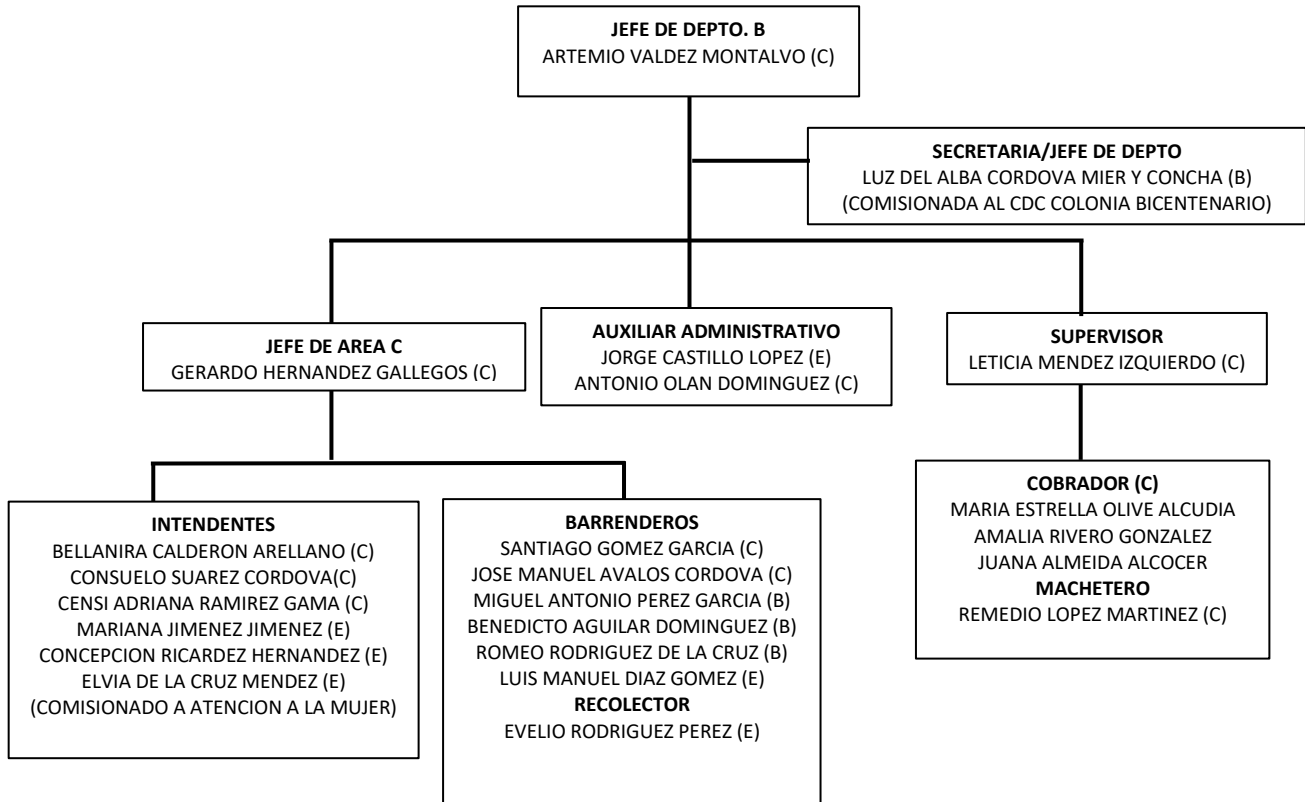 JEFE DE DEPTO. B
ARTEMIO VALDEZ MONTALVO (C)
SECRETARIA/JEFE DE DEPTO
LUZ DEL ALBA CORDOVA MIER Y CONCHA (B)
(COMISIONADA AL CDC COLONIA BICENTENARIO)
JEFE DE AREA C
GERARDO HERNANDEZ GALLEGOS (C)
AUXILIAR ADMINISTRATIVO
JORGE CASTILLO LOPEZ (E)
ANTONIO OLAN DOMINGUEZ (C)
SUPERVISOR
LETICIA MENDEZ IZQUIERDO (C)
INTENDENTES
BELLANIRA CALDERON ARELLANO (C)
CONSUELO SUAREZ CORDOVA(C)
CENSI ADRIANA RAMIREZ GAMA (C)
MARIANA JIMENEZ JIMENEZ (E)
CONCEPCION RICARDEZ HERNANDEZ (E)
ELVIA DE LA CRUZ MENDEZ (E)
(COMISIONADO A ATENCION A LA MUJER)
BARRENDEROS
SANTIAGO GOMEZ GARCIA (C)
JOSE MANUEL AVALOS CORDOVA (C)
MIGUEL ANTONIO PEREZ GARCIA (B)
BENEDICTO AGUILAR DOMINGUEZ (B)
ROMEO RODRIGUEZ DE LA CRUZ (B)
LUIS MANUEL DIAZ GOMEZ (E)
RECOLECTOR
EVELIO RODRIGUEZ PEREZ (E)
COBRADOR (C)
MARIA ESTRELLA OLIVE ALCUDIA
AMALIA RIVERO GONZALEZ
JUANA ALMEIDA ALCOCER
MACHETERO
REMEDIO LOPEZ MARTINEZ (C)